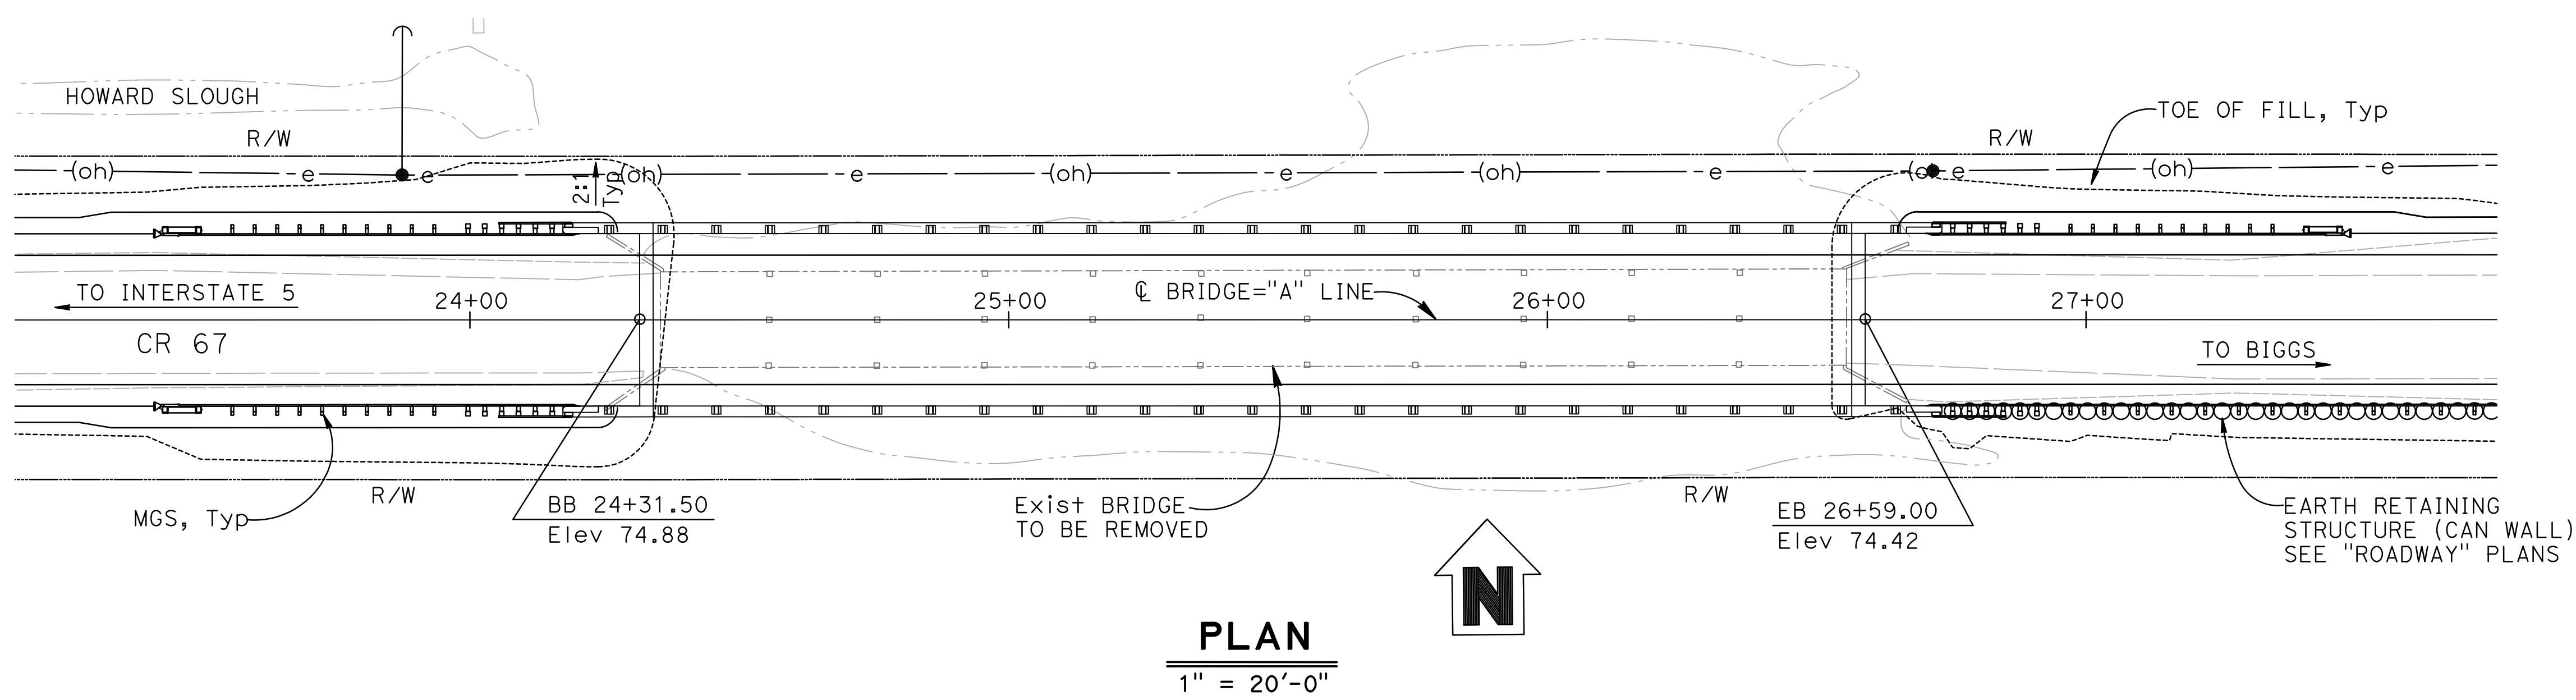 HOWARD SLOUGH
R/W
(oh)
e
e
2:1
Typ
(oh)
e
(oh)
e
(oh)
e
e
(oh)
e
R/W
TOE OF FILL, Typ
TO INTERSTATE 5
24+00
25+00
℄ BRIDGE="A" LINE
26+00
27+00
CR 67
TO BIGGS
R/W
MGS, Typ
BB 24+31.50
Elev 74.88
Exist BRIDGE
TO BE REMOVED
R/W
EB 26+59.00
Elev 74.42
EARTH RETAINING
STRUCTURE (CAN WALL)
SEE "ROADWAY" PLANS
N
PLAN
1" = 20'-0"